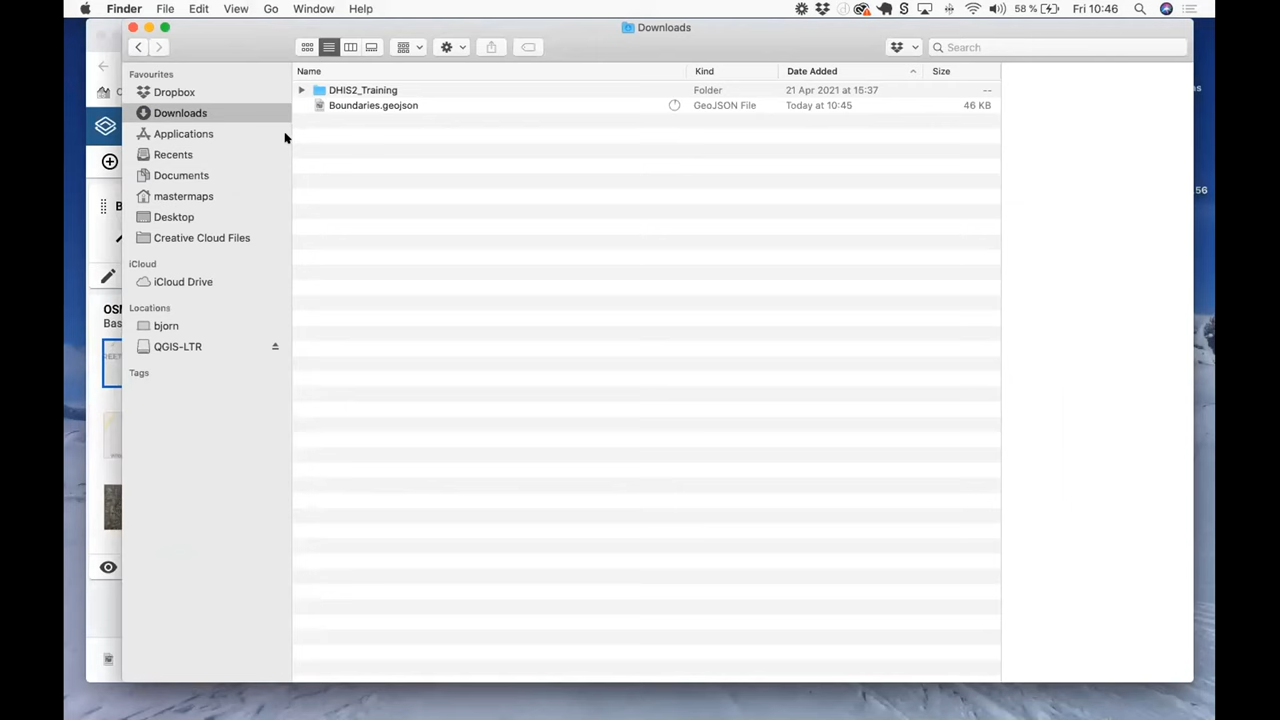 Finder File Edit View Go Window Help 58 % Fri 10:46
Downloads
Search
Favourites
Dropbox
Downloads
Applications
Recents
Documents
mastermaps
Desktop
Creative Cloud Files
iCloud
iCloud Drive
Locations
bjorn
QGIS-LTR
Tags
Name Kind Date Added Size
DHIS2_Training Folder 21 Apr 2021 at 15:37 --
Boundaries.geojson GeoJSON File Today at 10:45 46 KB
B
Bas
56